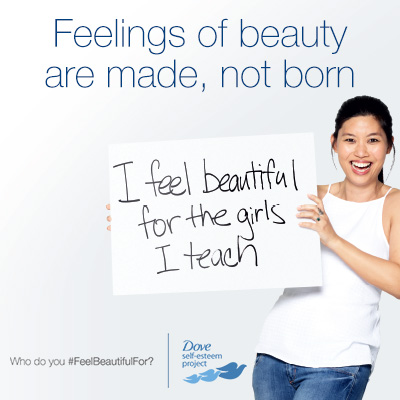 Feelings of beauty
are made, not born
I feel beautiful
for the girls
I teach
Who do you #FeelBeautifulFor?
Dove
self-esteem
project